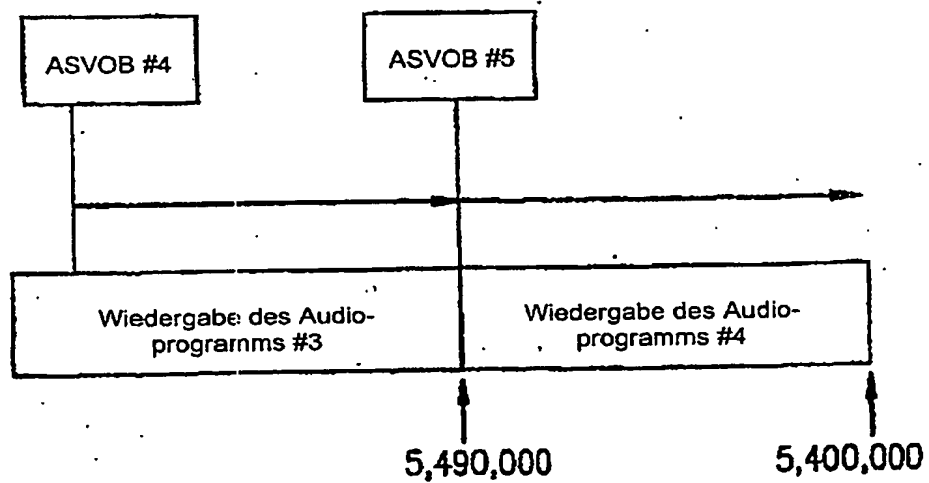 ASVOB #4
ASVOB #5
Wiedergabe des Audio-
programms #3
Wiedergabe des Audio-
programms #4
5,490,000
5,400,000